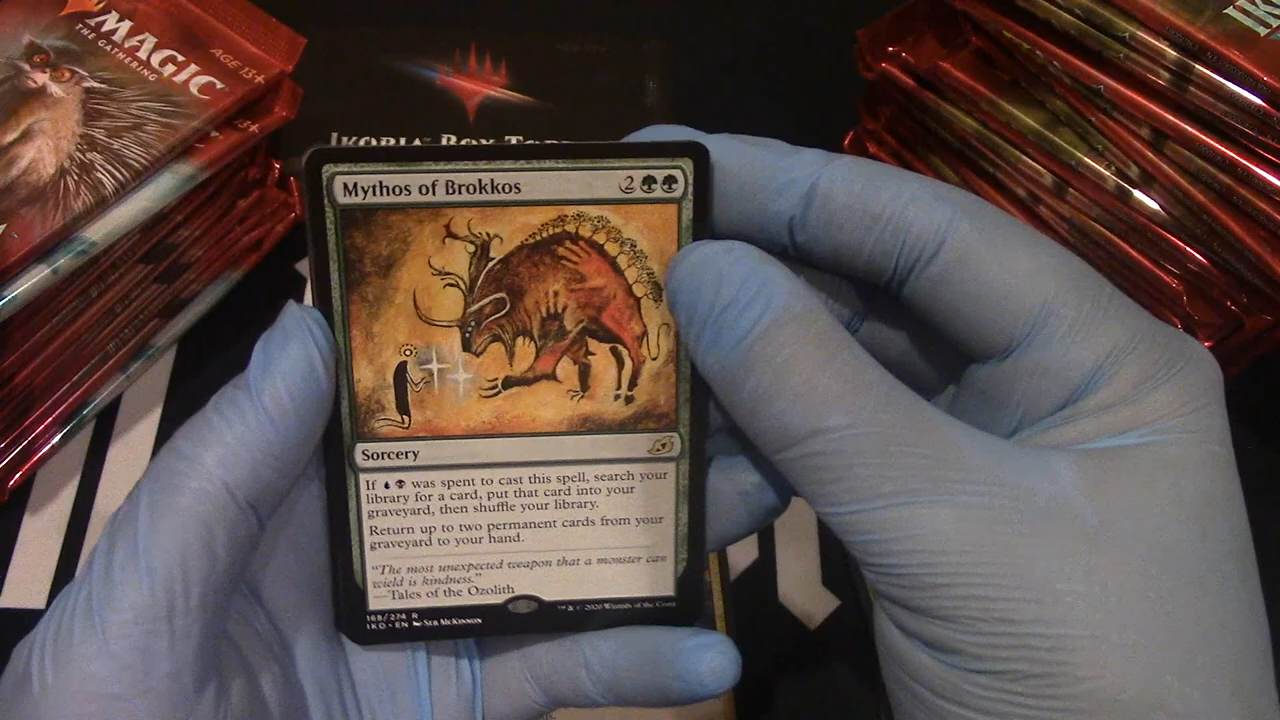 MAGIC
THE GATHERING
AGE 13+
IKORIA™ BOX
Mythos of Brokkos
2
Sorcery
If was spent to cast this spell, search your
library for a card, put that card into your
graveyard, then shuffle your library.
Return up to two permanent cards from your
graveyard to your hand.
“The most unexpected weapon that a monster can
wield is kindness.”
—Tales of the Ozolith
168/274 R
IKO • EN Seb McKinnon
™ & © 2020 Wizards of the Coast